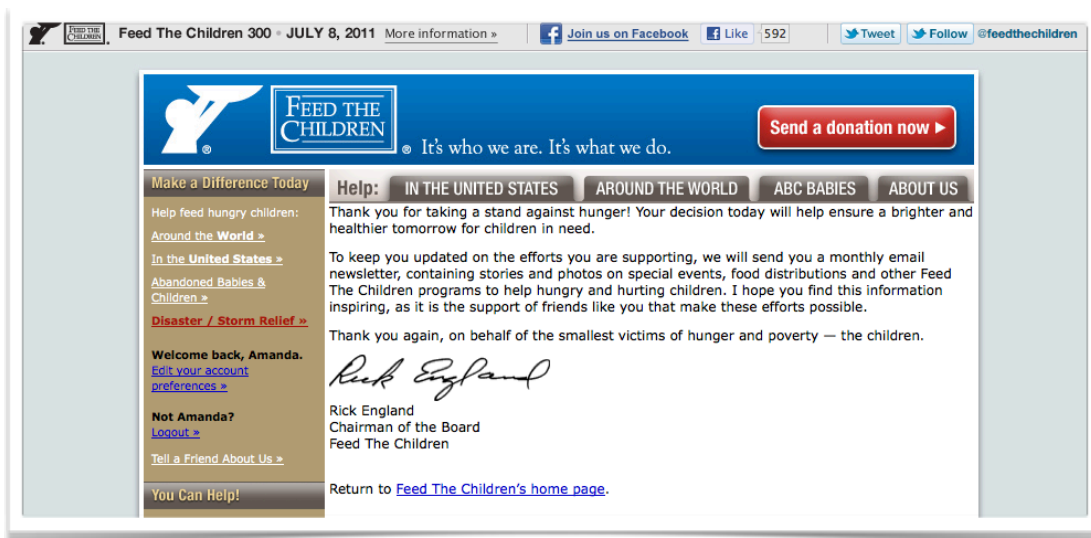 FEED THE
CHILDREN
Feed The Children 300 • JULY 8, 2011 More information »
Join us on Facebook
Like 592
Tweet
Follow @feedthechildren
FEED THE
CHILDREN
® ® It's who we are. It's what we do.
Send a donation now ▸
Make a Difference Today
Help feed hungry children:
Around the World »
In the United States »
Abandoned Babies &
Children »
Disaster / Storm Relief »
Welcome back, Amanda.
Edit your account
preferences »
Not Amanda?
Logout »
Tell a Friend About Us »
You Can Help!
Help: IN THE UNITED STATES AROUND THE WORLD ABC BABIES ABOUT US
Thank you for taking a stand against hunger! Your decision today will help ensure a brighter and
healthier tomorrow for children in need.
To keep you updated on the efforts you are supporting, we will send you a monthly email
newsletter, containing stories and photos on special events, food distributions and other Feed
The Children programs to help hungry and hurting children. I hope you find this information
inspiring, as it is the support of friends like you that make these efforts possible.
Thank you again, on behalf of the smallest victims of hunger and poverty — the children.
Rick England
Rick England
Chairman of the Board
Feed The Children
Return to Feed The Children's home page.